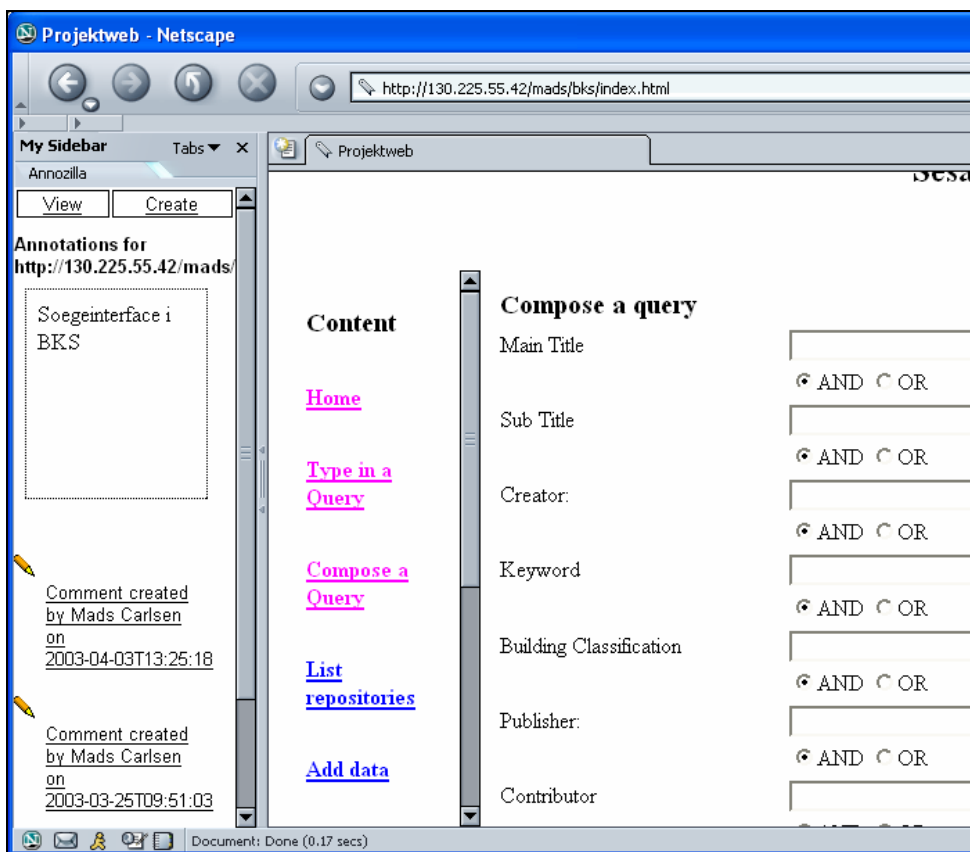 Projektweb - Netscape
http://130.225.55.42/mads/bks/index.html
My Sidebar
Tabs
Projektweb
Annozilla
View
Create
Annotations for
http://130.225.55.42/mads/
Soegeinterface i
BKS
Comment created
by Mads Carlsen
on
2003-04-03T13:25:18
Comment created
by Mads Carlsen
on
2003-03-25T09:51:03
Content
Home
Type in a
Query
Compose a
Query
List
repositories
Add data
Compose a query
Main Title
AND OR
Sub Title
AND OR
Creator:
AND OR
Keyword
AND OR
Building Classification
AND OR
Publisher:
AND OR
Contributor
Document: Done (0.17 secs)